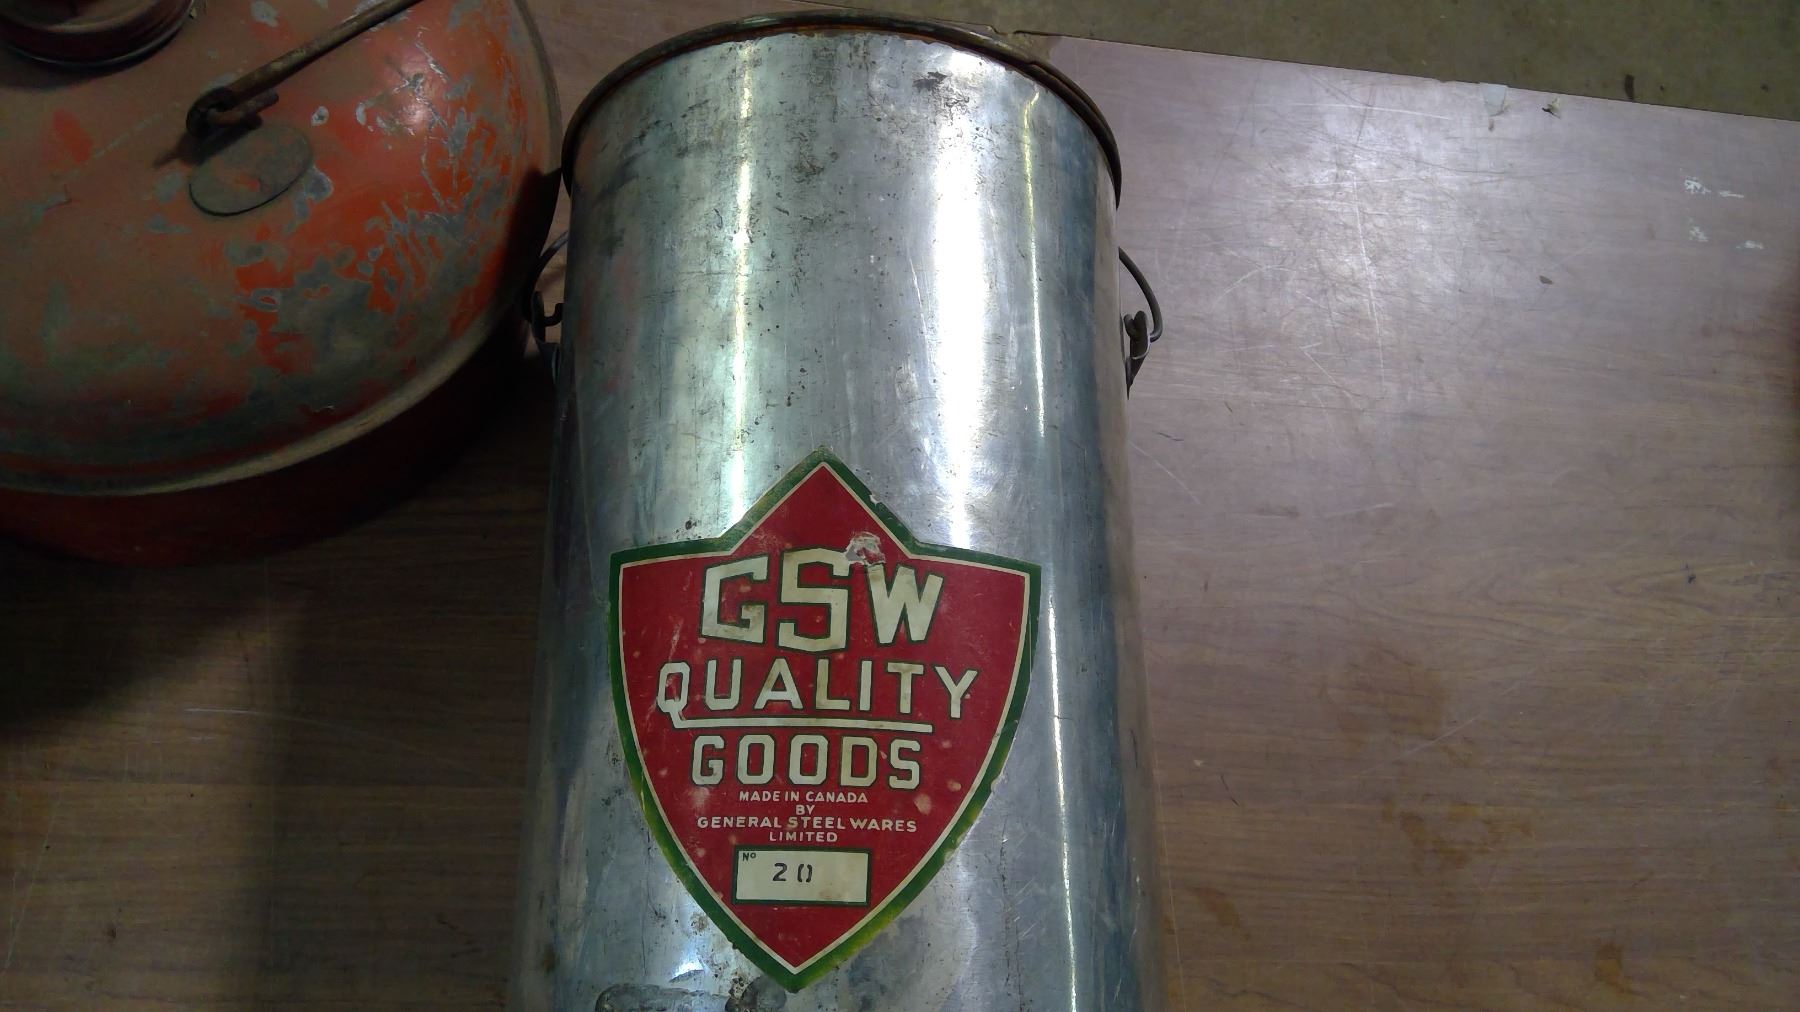 GSW
QUALITY
GOODS
MADE IN CANADA
BY
GENERAL STEEL WARES
LIMITED
No
20